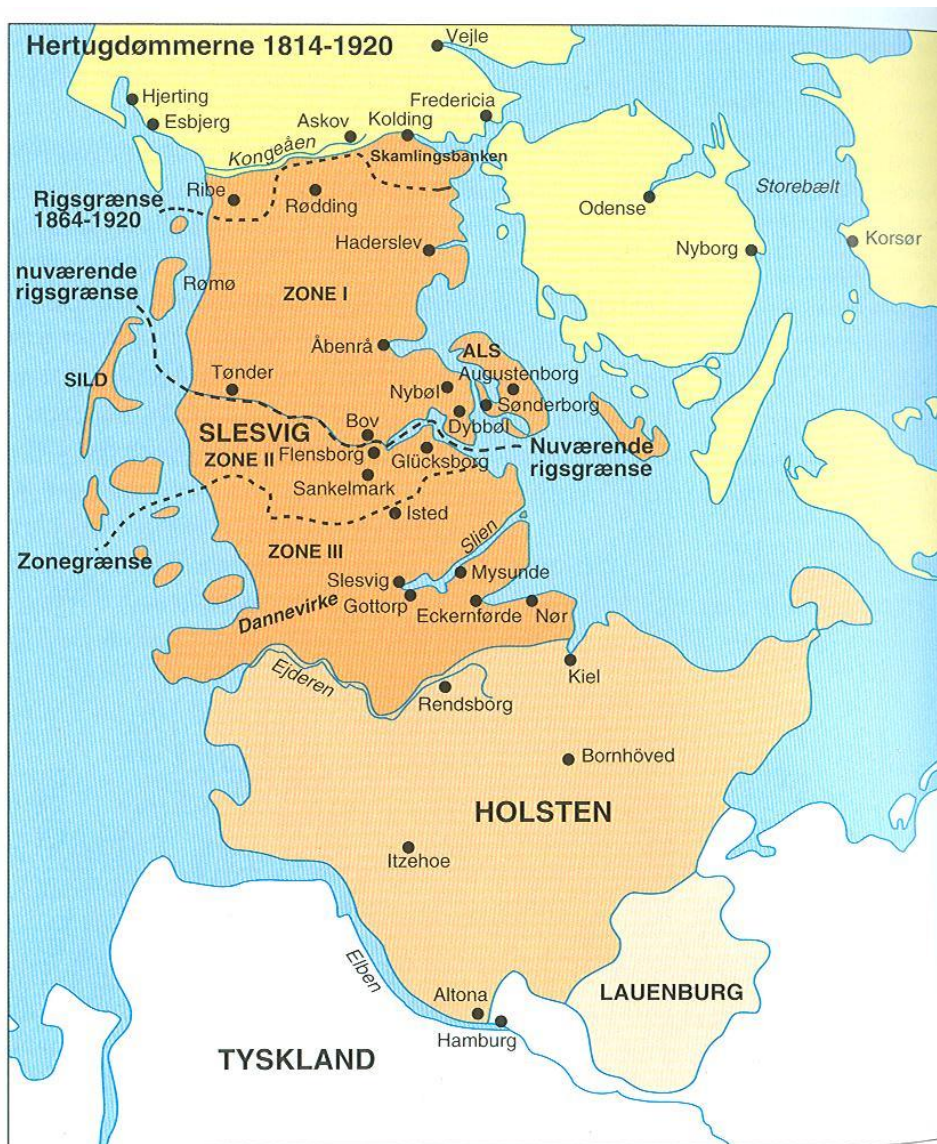 Hertugdømmerne 1814-1920
Vejle
Hjerting
Esbjerg
Fredericia
Askov
Kolding
Kongeåen
Skamlingsbanken
Rigsgrænse
1864-1920
Ribe
Rødding
Odense
Storebælt
Nyborg
Korsør
Haderslev
nuværende
rigsgrænse
Rømø
ZONE I
Åbenrå
ALS
SILD
Tønder
Nybøl
Augustenborg
Sønderborg
Dybbøl
Bov
SLESVIG
ZONE II
Flensborg
Glücksborg
Nuværende
rigsgrænse
Sankelmark
Isted
Zonegrænse
ZONE III
Slien
Slesvig
Mysunde
Gottorp
Eckernførde
Nør
Dannevirke
Ejderen
Kiel
Rendsborg
Bornhöved
HOLSTEN
Itzehoe
Elben
Altona
Hamburg
LAUENBURG
TYSKLAND